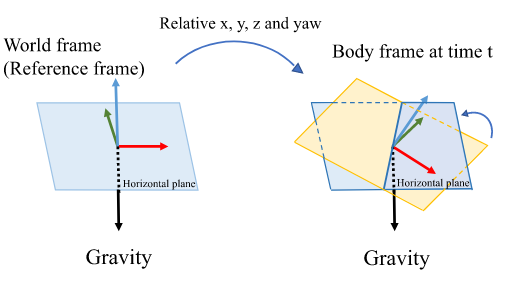 Relative x, y, z and yaw
World frame
(Reference frame)
Body frame at time t
Horizontal plane
Horizontal plane
Gravity
Gravity